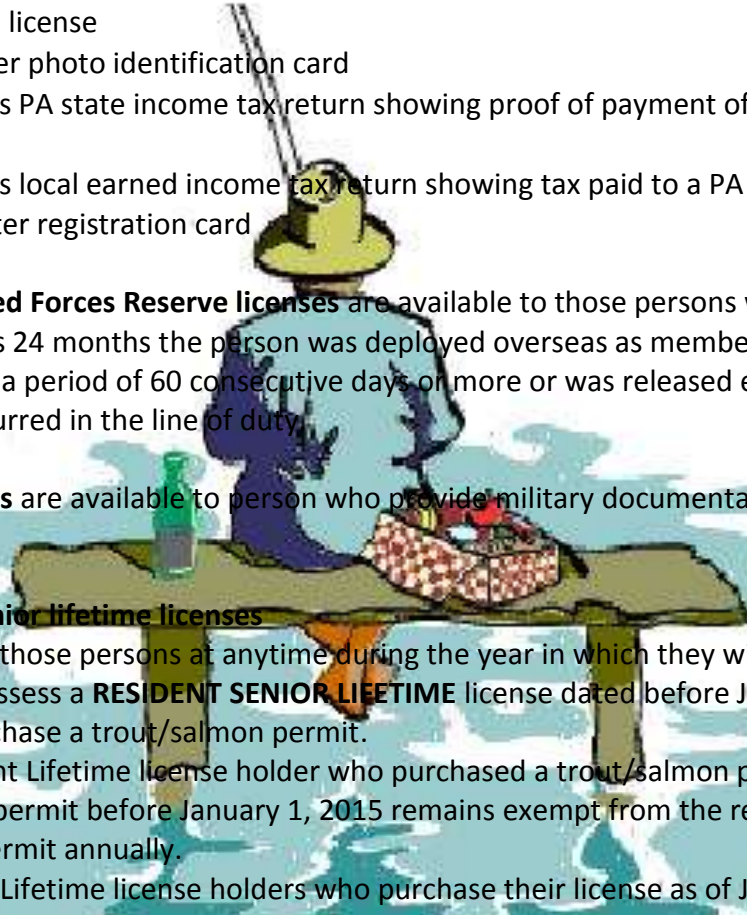 license
er photo identification card
s PA state income tax return showing proof of payment of
s local earned income tax return showing tax paid to a PA
ter registration card
ed Forces Reserve licenses are available to those persons
s 24 months the person was deployed overseas as membe
a period of 60 consecutive days or more or was released e
urred in the line of duty
s are available to person who provide military documenta
nior lifetime licenses
those persons at anytime during the year in which they w
ssess a RESIDENT SENIOR LIFETIME license dated before J
chase a trout/salmon permit.
nt Lifetime license holder who purchased a trout/salmon p
permit before January 1, 2015 remains exempt from the re
ermit annually.
Lifetime license holders who purchase their license as of J